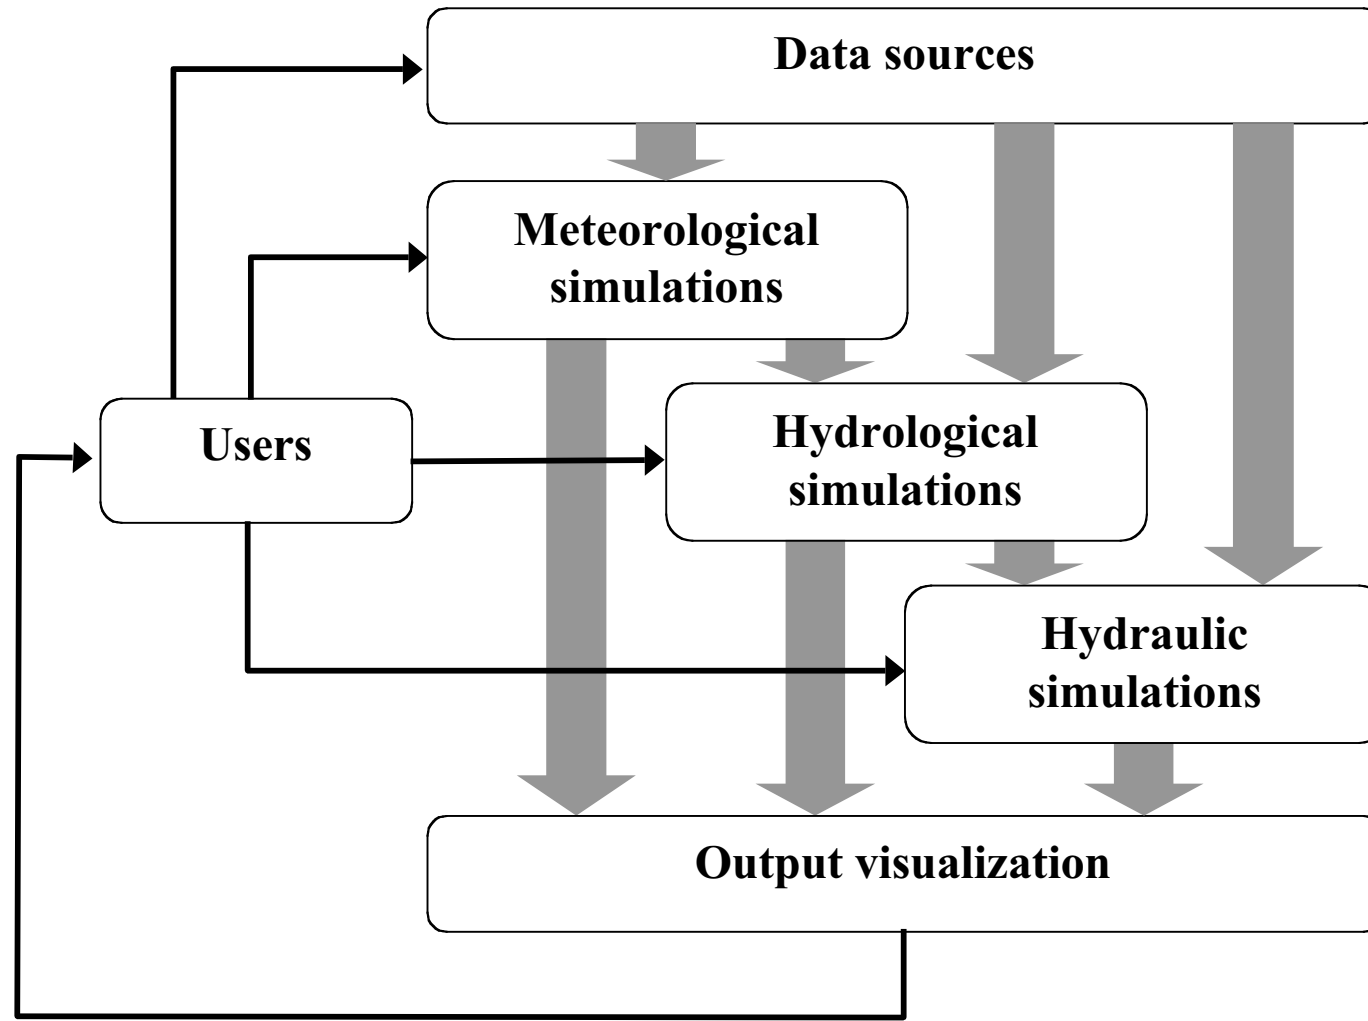 Data sources
Meteorological
simulations
Users
Hydrological
simulations
Hydraulic
simulations
Output visualization